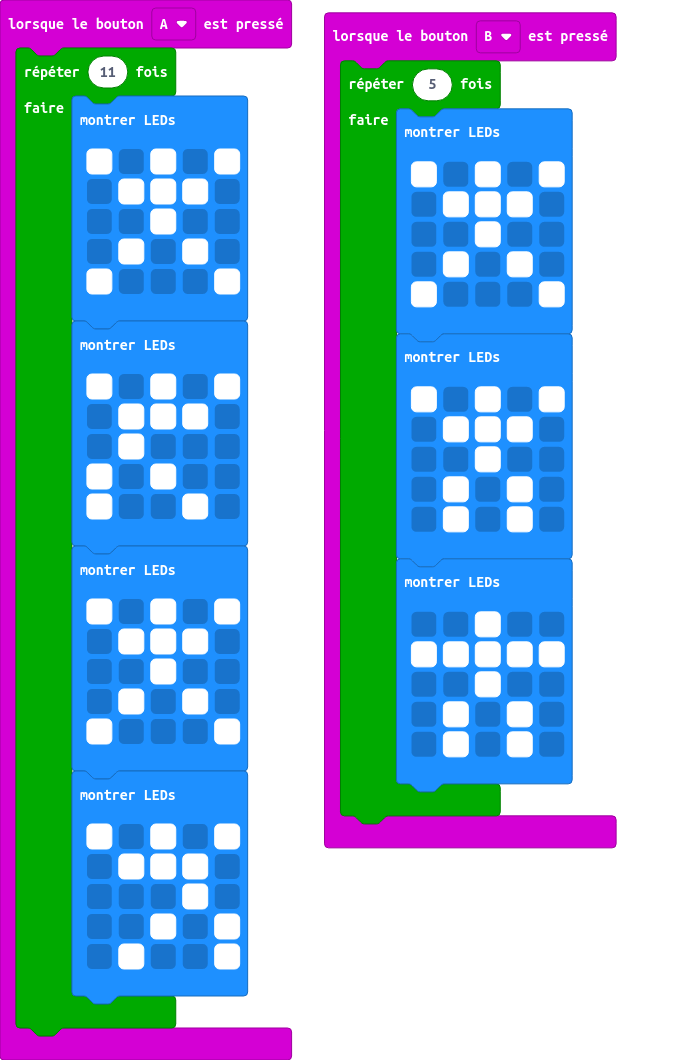 lorsque le bouton A est pressé
répéter 11 fois
faire
montrer LEDs
montrer LEDs
montrer LEDs
montrer LEDs
lorsque le bouton B est pressé
répéter 5 fois
faire
montrer LEDs
montrer LEDs
montrer LEDs